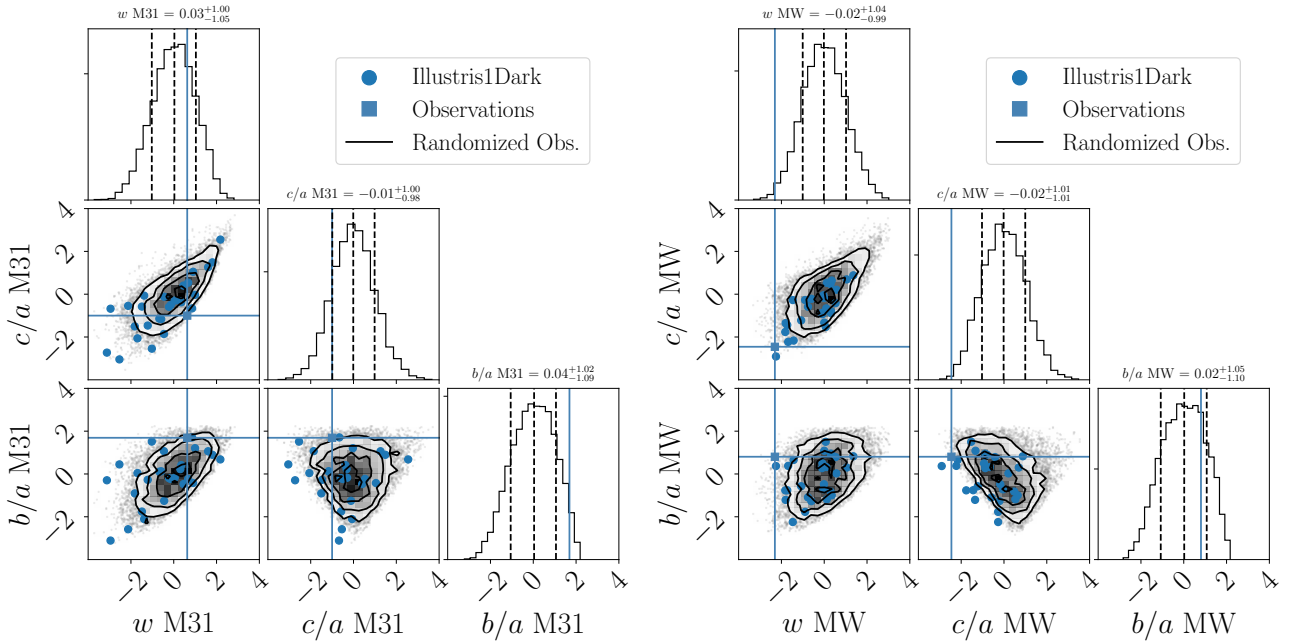 w M31 = 0.03^{+1.00}_{-1.05}
Illustris1Dark
Observations
Randomized Obs.
c/a M31 = −0.01^{+1.00}_{-0.98}
4
2
0
−2
c/a M31
b/a M31 = 0.04^{+1.02}_{-1.09}
4
2
0
−2
b/a M31
−2 0 2 4
−2 0 2 4
−2 0 2 4
w M31
c/a M31
b/a M31
w MW = −0.02^{+1.04}_{-0.99}
Illustris1Dark
Observations
Randomized Obs.
c/a MW = −0.02^{+1.01}_{-1.01}
4
2
0
−2
c/a MW
b/a MW = 0.02^{+1.05}_{-1.10}
4
2
0
−2
b/a MW
−2 0 2 4
−2 0 2 4
−2 0 2 4
w MW
c/a MW
b/a MW